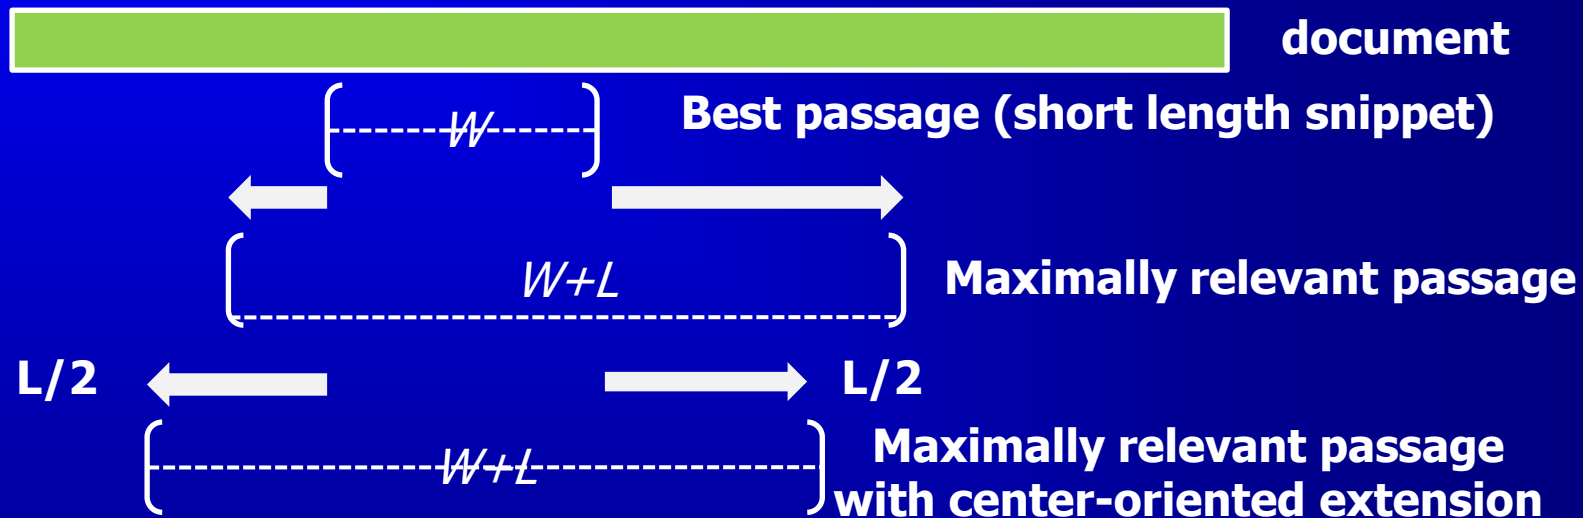 document
W
Best passage (short length snippet)
W+L
Maximally relevant passage
L/2
L/2
W+L
Maximally relevant passage
with center-oriented extension